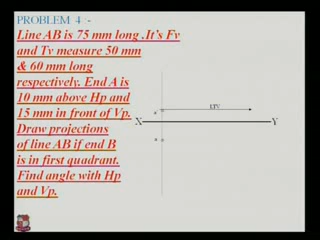 PROBLEM 4 :-
Line AB is 75 mm long .It's Fv
and Tv measure 50 mm
& 60 mm long
respectively. End A is
10 mm above Hp and
15 mm in front of Vp.
Draw projections
of line AB if end B
is in first quadrant.
Find angle with Hp
and Vp.
LTV
X Y